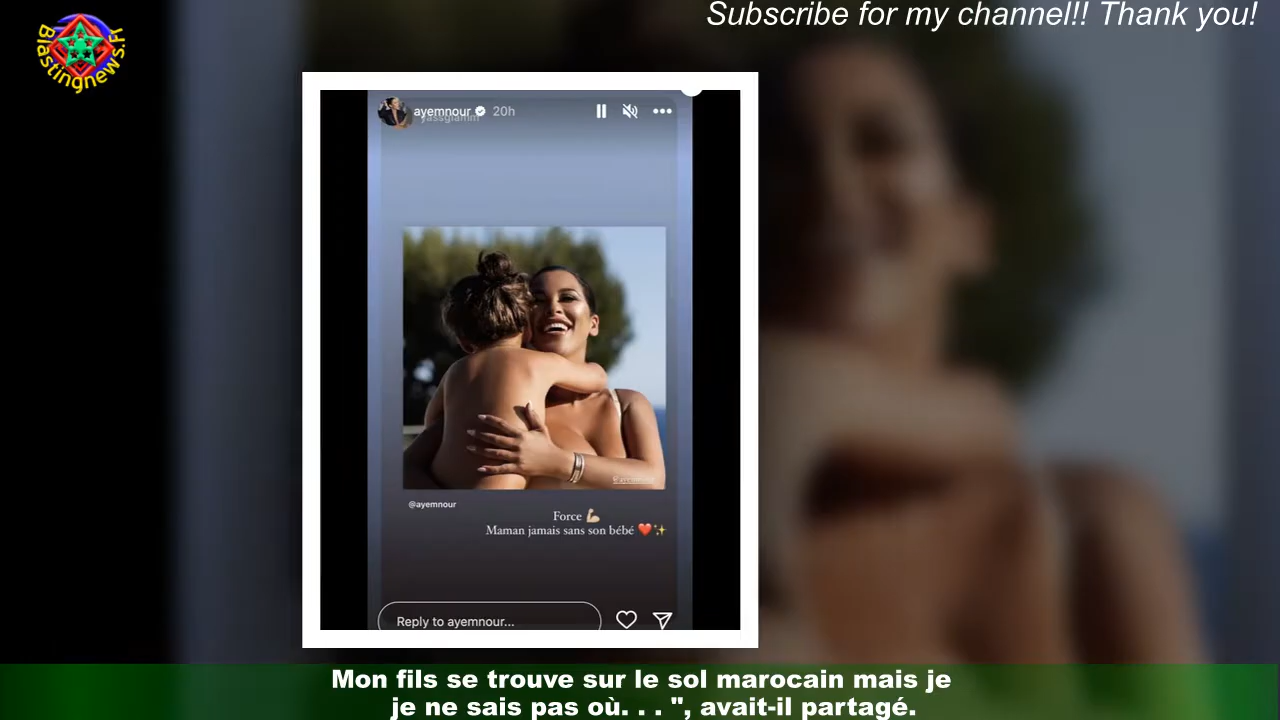 Subscribe for my channel!! Thank you!
Blastingnews.Fr
ayemnour 20h
yassglamm
@ayemnour
Force 💪🏼
Maman jamais sans son bébé ❤️✨
Reply to ayemnour...
Mon fils se trouve sur le sol marocain mais je
je ne sais pas où. . . ", avait-il partagé.